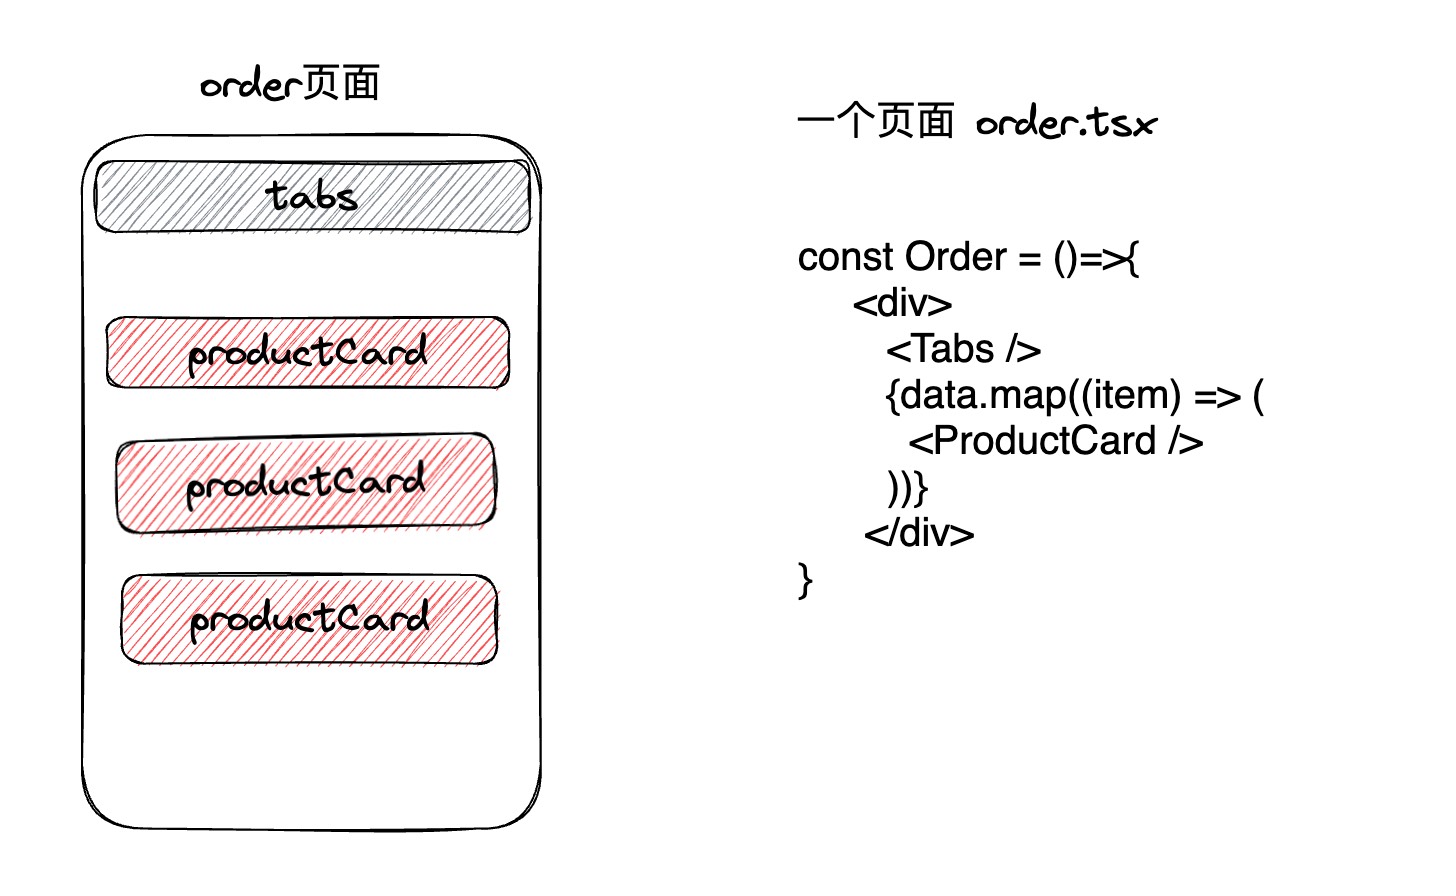 order页面
tabs
productCard
productCard
productCard
一个页面 order.tsx
const Order = ()=>{
<div>
<Tabs />
{data.map((item) => (
<ProductCard />
))}
</div>
}